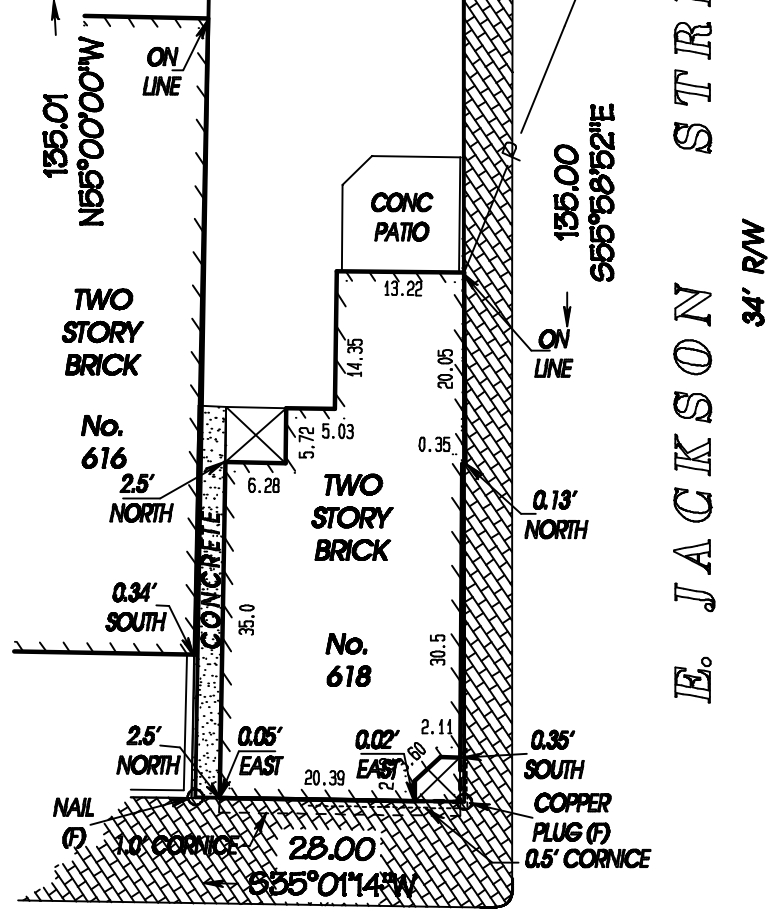 ON
LINE
135.01
N55°00'00"W
CONC
PATIO
135.00
S55°58'52"E
E. JACKSON
34' R/W
13.22
TWO
STORY
BRICK
No.
616
14.35
20.05
ON
LINE
5.72
5.03
0.35
6.28
2.5'
NORTH
TWO
STORY
BRICK
0.13'
NORTH
CONCRETE
0.34'
SOUTH
35.0
No.
618
30.5
2.5'
NORTH
0.05'
EAST
0.02'
EAST
2.11
0.35'
SOUTH
20.39
NAIL
(F)
COPPER
PLUG (F)
1.0' CORNICE
28.00
0.5' CORNICE
S35°01'14"W